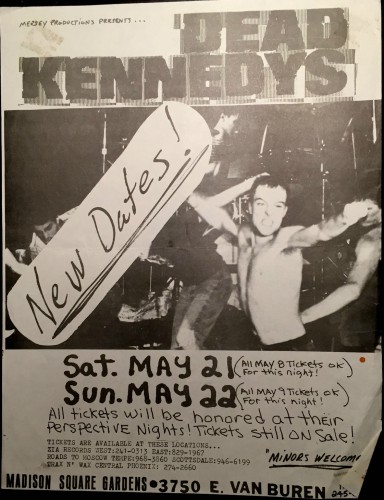 MERSEY PRODUCTIONS PRESENTS...
DEAD
KENNEDYS
New Dates!
Sat. MAY 21 (All MAY 8 Tickets ok For this night!)
Sun. MAY 22 (All MAY 9 Tickets ok For this night!)
All tickets will be honored at their
PERSPECTIVE Nights! Tickets still ON Sale!
TICKETS ARE AVAILABLE AT THESE LOCATIONS...
ZIA RECORDS WEST:241-0313 EAST:829-1967
ROADS TO MOSCOW TEMPE:968-3860 SCOTTSDALE:946-6199
TRAX N' WAX CENTRAL PHOENIX: 274-2660
"MINORS WELCOME"
MADISON SQUARE GARDENS • 3750 E. VAN BUREN